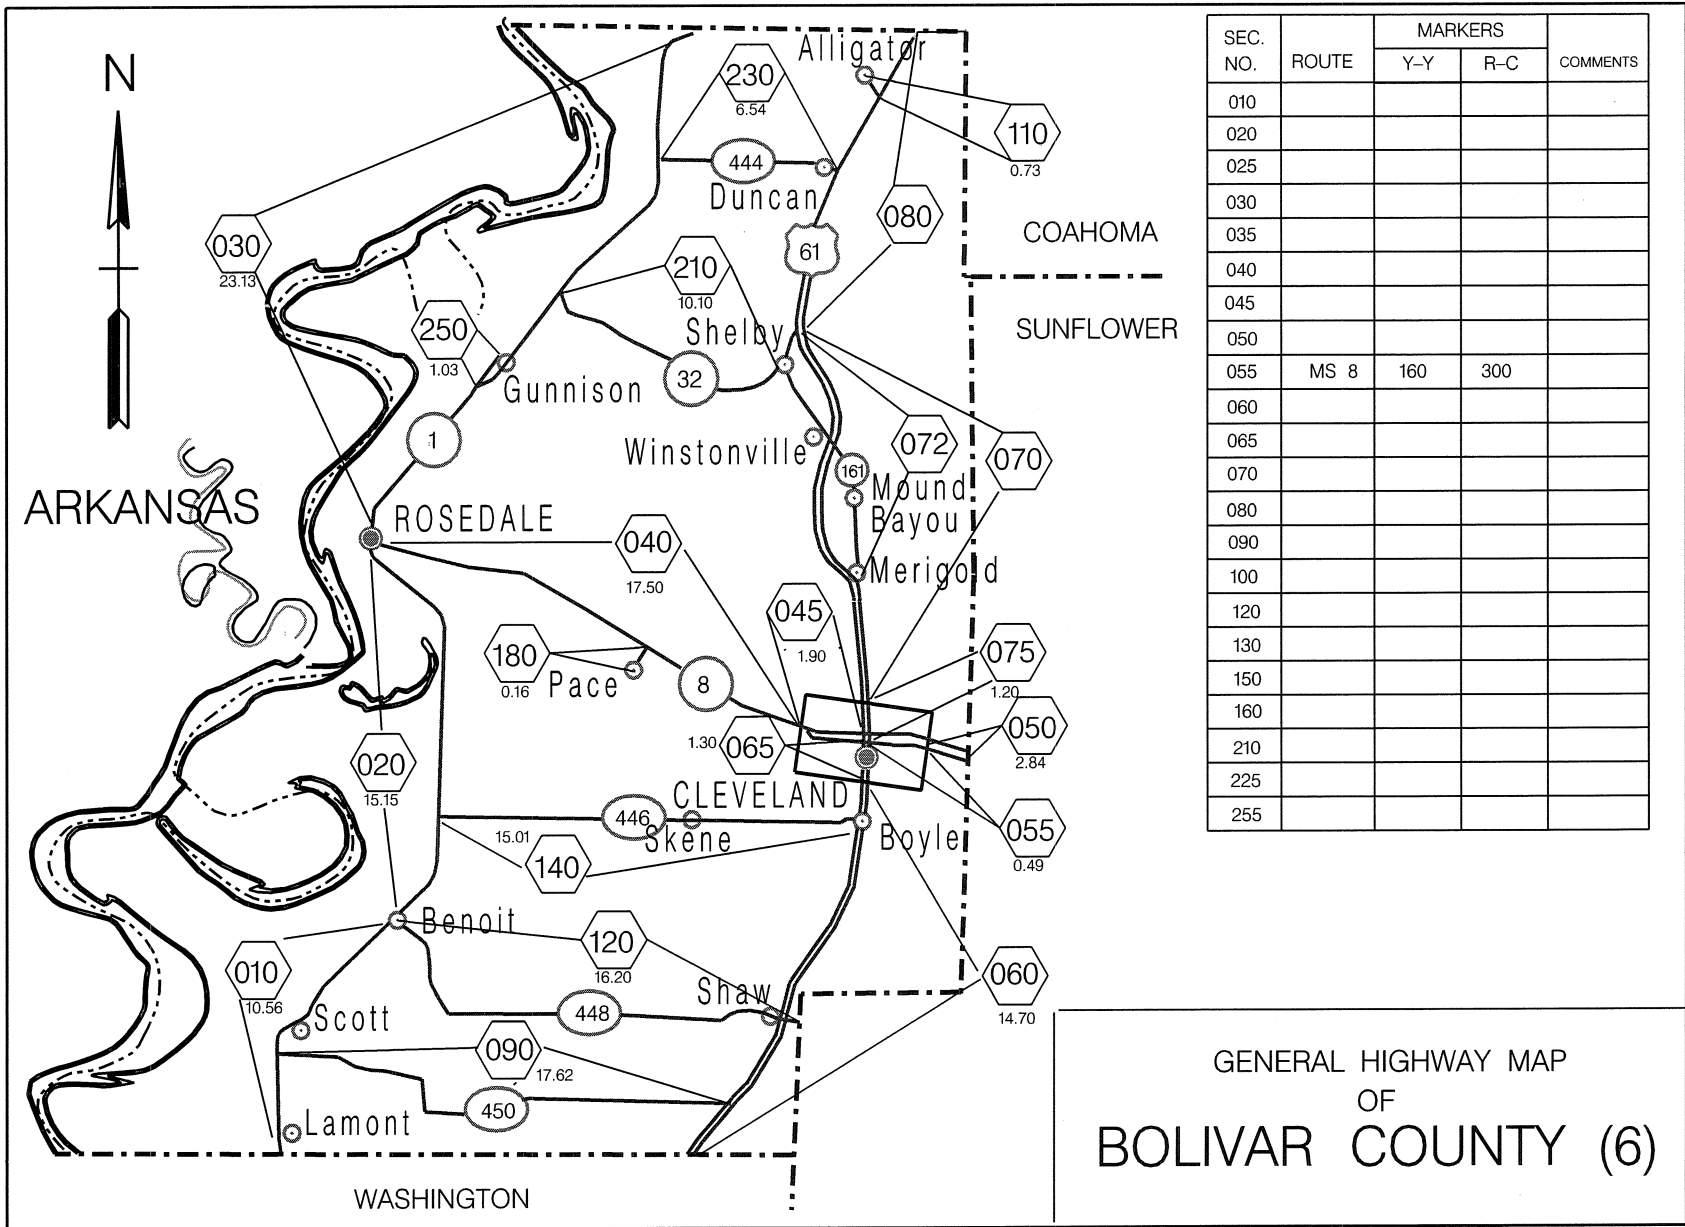 N
Alligator
230
6.54
110
0.73
444
Duncan
080
030
23.13
COAHOMA
61
210
10.10
SUNFLOWER
250
1.03
Shelby
32
Gunnison
1
Winstonville
072
070
161
Mound
Bayou
ARKANSAS
ROSEDALE
040
17.50
Merigold
045
1.90
180
0.16
Pace
8
075
1.20
1.30
065
050
2.84
020
15.15
CLEVELAND
446
Skene
15.01
140
Boyle
055
0.49
Benoit
120
16.20
010
10.56
Shaw
060
14.70
448
Scott
090
17.62
450
Lamont
WASHINGTON
SEC.
NO.
ROUTE
MARKERS
Y-Y
R-C
COMMENTS
010
020
025
030
035
040
045
050
055 MS 8 160 300
060
065
070
080
090
100
120
130
150
160
210
225
255
GENERAL HIGHWAY MAP
OF
BOLIVAR COUNTY (6)